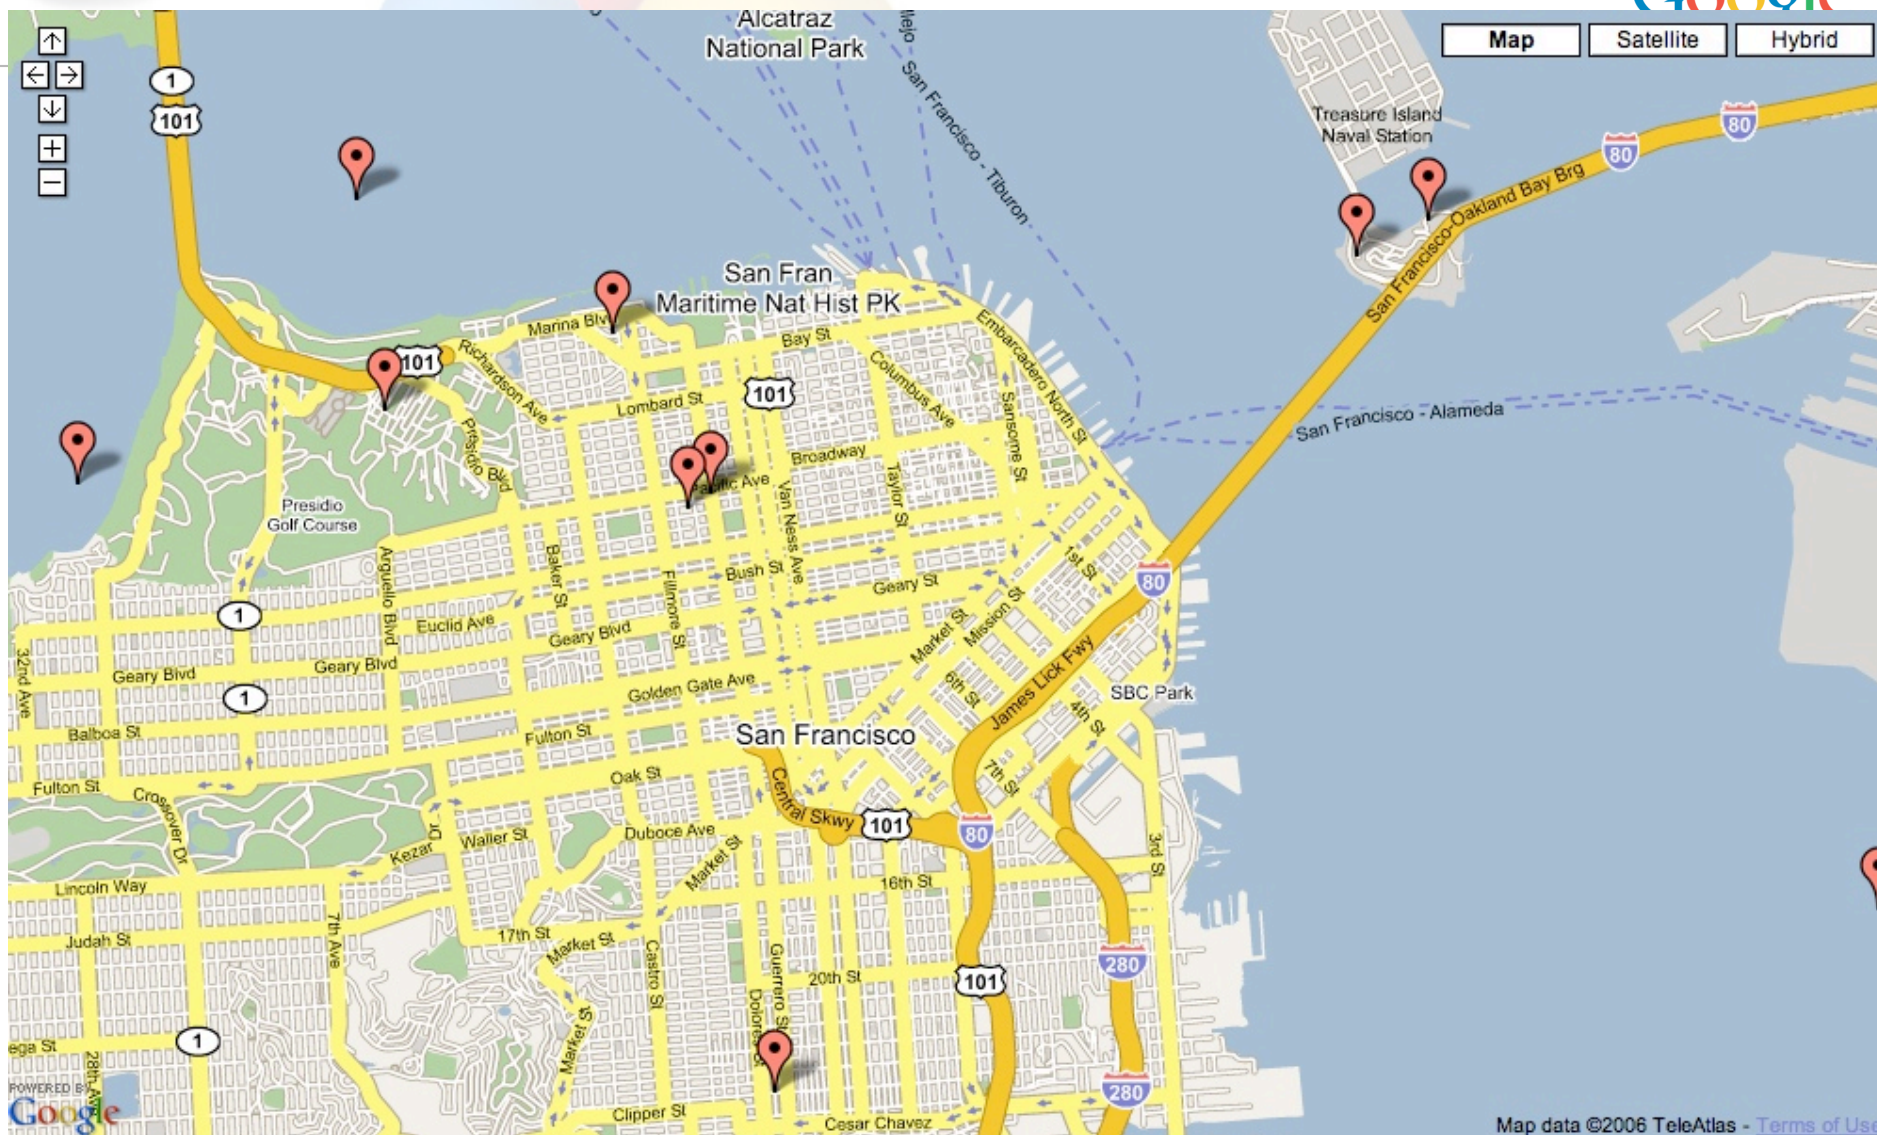 Google
Alcatraz
National Park
Map
Satellite
Hybrid
1
101
San Francisco - Tiburon
Treasure Island
Naval Station
80
80
San Francisco-Oakland Bay Brg
San Fran
Maritime Nat Hist PK
Marina Blv
Bay St
Embarcadero North St
101
Richardson Ave
Columbus Ave
101
Lombard St
Sansome St
San Francisco - Alameda
Presidio Blvd
Broadway
Pacific Ave
Taylor St
Van Ness Ave
Presidio
Golf Course
Arguello Blvd
Baker St
Fillmore St
Bush St
Geary St
1st St
80
1
Euclid Ave
Geary Blvd
Market St
Mission St
32nd Ave
Geary Blvd
Geary Blvd
1
Golden Gate Ave
6th St
James Lick Fwy
SBC Park
4th St
Balboa St
Fulton St
San Francisco
Oak St
7th St
Fulton St
Crossover Dr
Central Skwy
101
80
Kezar Dr
Waller St
Duboce Ave
Market St
3rd St
Lincoln Way
16th St
7th Ave
Judah St
17th St
Market St
Castro St
Guerrero St
20th St
101
280
Dolores St
Market St
1
ega St
28th Ave
280
POWERED BY
Google
Clipper St
Cesar Chavez
Map data ©2006 TeleAtlas - Terms of Use